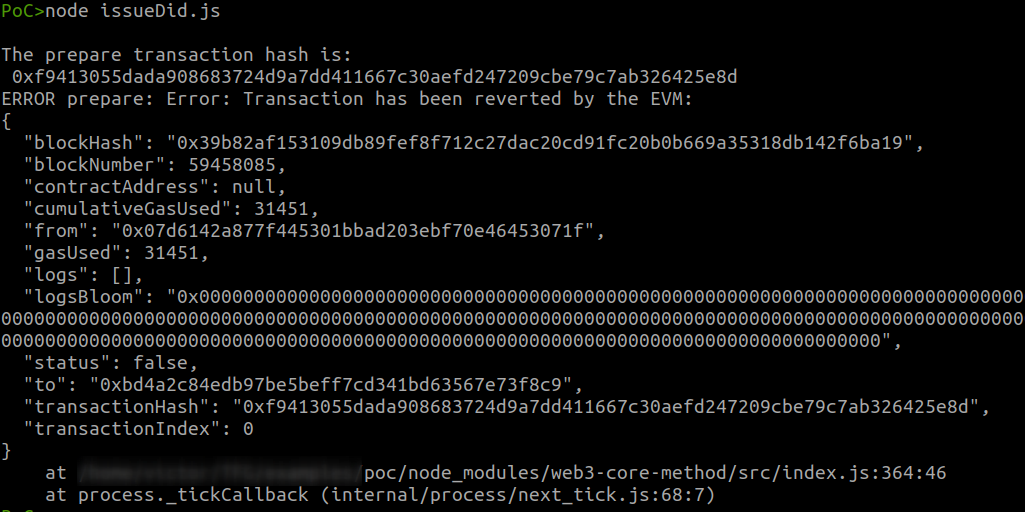 PoC>node issueDid.js
The prepare transaction hash is:
0xf9413055dada908683724d9a7dd411667c30aefd247209cbe79c7ab326425e8d
ERROR prepare: Error: Transaction has been reverted by the EVM:
{
"blockHash": "0x39b82af153109db89fef8f712c27dac20cd91fc20b0b669a35318db142f6ba19",
"blockNumber": 59458085,
"contractAddress": null,
"cumulativeGasUsed": 31451,
"from": "0x07d6142a877f445301bbad203ebf70e46453071f",
"gasUsed": 31451,
"logs": [],
"logsBloom": "0x000000000000000000000000000000000000000000000000000000000000000000000000000
000000000000000000000000000000000000000000000000000000000000000000000000000000000000000000000
00000000000000000000000000000000000000000000000000000000000000000000000000000000",
"status": false,
"to": "0xbd4a2c84edb97be5beff7cd341bd63567e73f8c9",
"transactionHash": "0xf9413055dada908683724d9a7dd411667c30aefd247209cbe79c7ab326425e8d",
"transactionIndex": 0
}
at poc/node_modules/web3-core-method/src/index.js:364:46
at process._tickCallback (internal/process/next_tick.js:68:7)